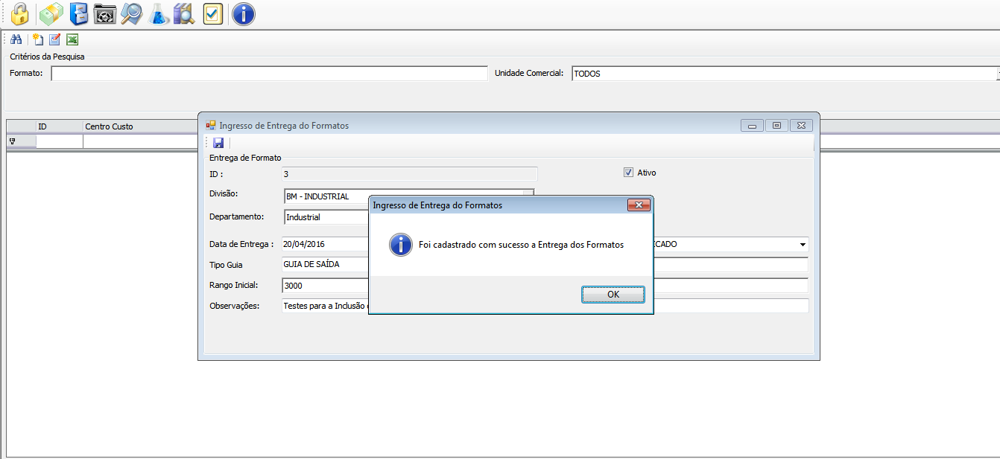 Critérios da Pesquisa
Formato:
Unidade Comercial: TODOS
ID Centro Custo
Ingresso de Entrega do Formatos
Entrega de Formato
ID : 3
Ativo
Divisão: BM - INDUSTRIAL
Departamento: Industrial
Data de Entrega : 20/04/2016
Tipo Guia GUIA DE SAÍDA
Rango Inicial: 3000
Observações: Testes para a Inclusão
Ingresso de Entrega do Formatos
Foi cadastrado com sucesso a Entrega dos Formatos
OK